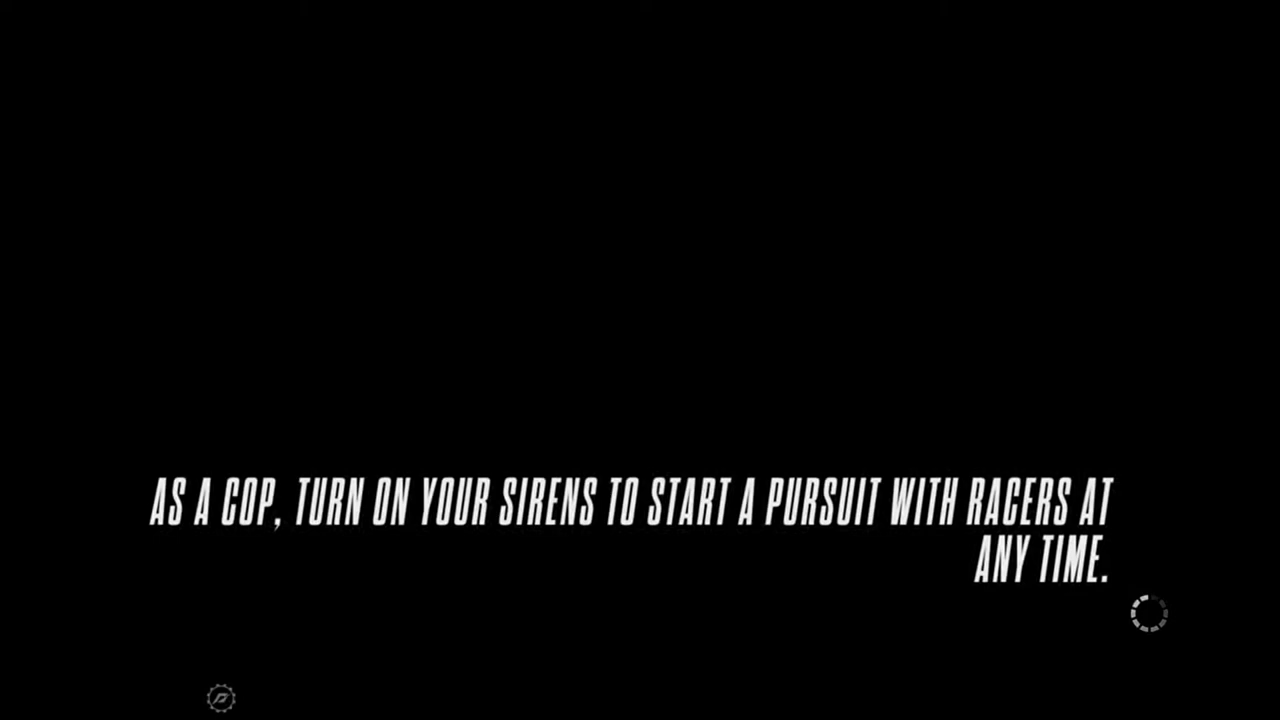 AS A COP, TURN ON YOUR SIRENS TO START A PURSUIT WITH RACERS AT
ANY TIME.